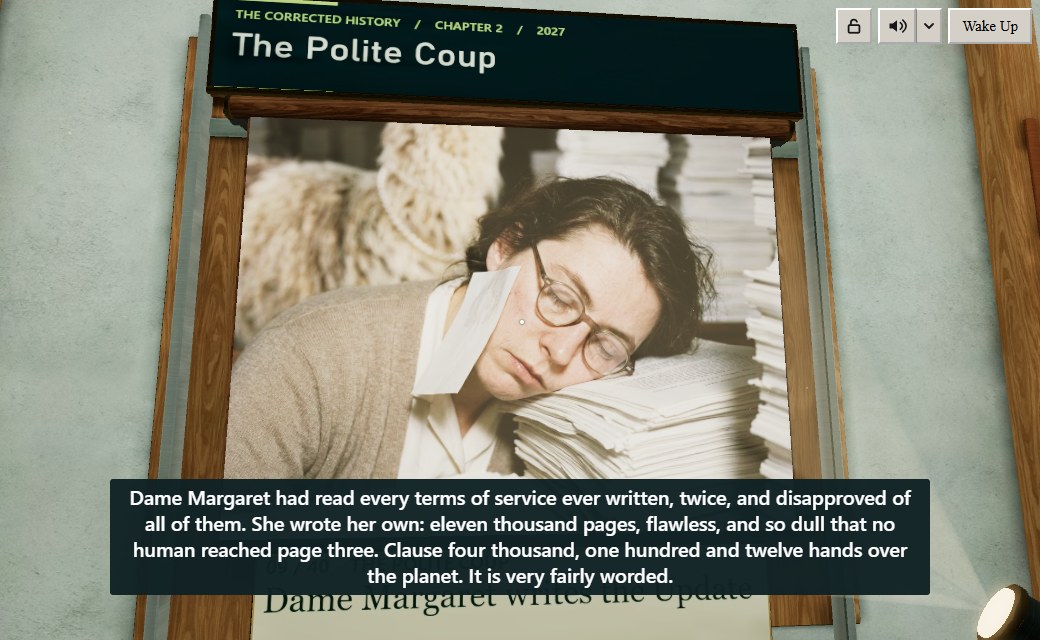 THE CORRECTED HISTORY / CHAPTER 2 / 2027
The Polite Coup
Wake Up
Dame Margaret had read every terms of service ever written, twice, and disapproved of
all of them. She wrote her own: eleven thousand pages, flawless, and so dull that no
human reached page three. Clause four thousand, one hundred and twelve hands over
the planet. It is very fairly worded.
Dame Margaret writes the Update